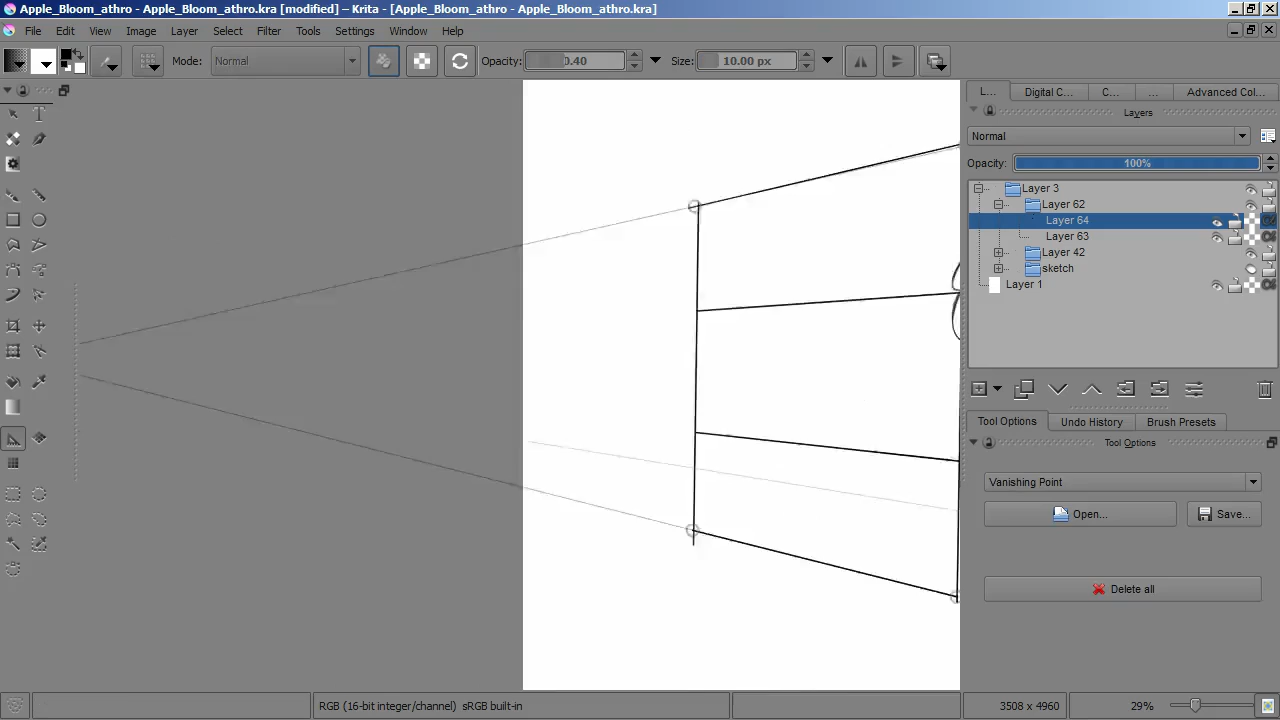 Apple_Bloom_athro - Apple_Bloom_athro.kra [modified] – Krita - [Apple_Bloom_athro - Apple_Bloom_athro.kra]
File Edit View Image Layer Select Filter Tools Settings Window Help
Mode: Normal Opacity: 0.40 Size: 10.00 px
L... Digital C... C... ... Advanced Col...
Layers
Normal
Opacity: 100%
Layer 3
Layer 62
Layer 64
Layer 63
Layer 42
sketch
Layer 1
Tool Options Undo History Brush Presets
Tool Options
Vanishing Point
Open... Save...
Delete all
RGB (16-bit integer/channel) sRGB built-in 3508 x 4960 29%